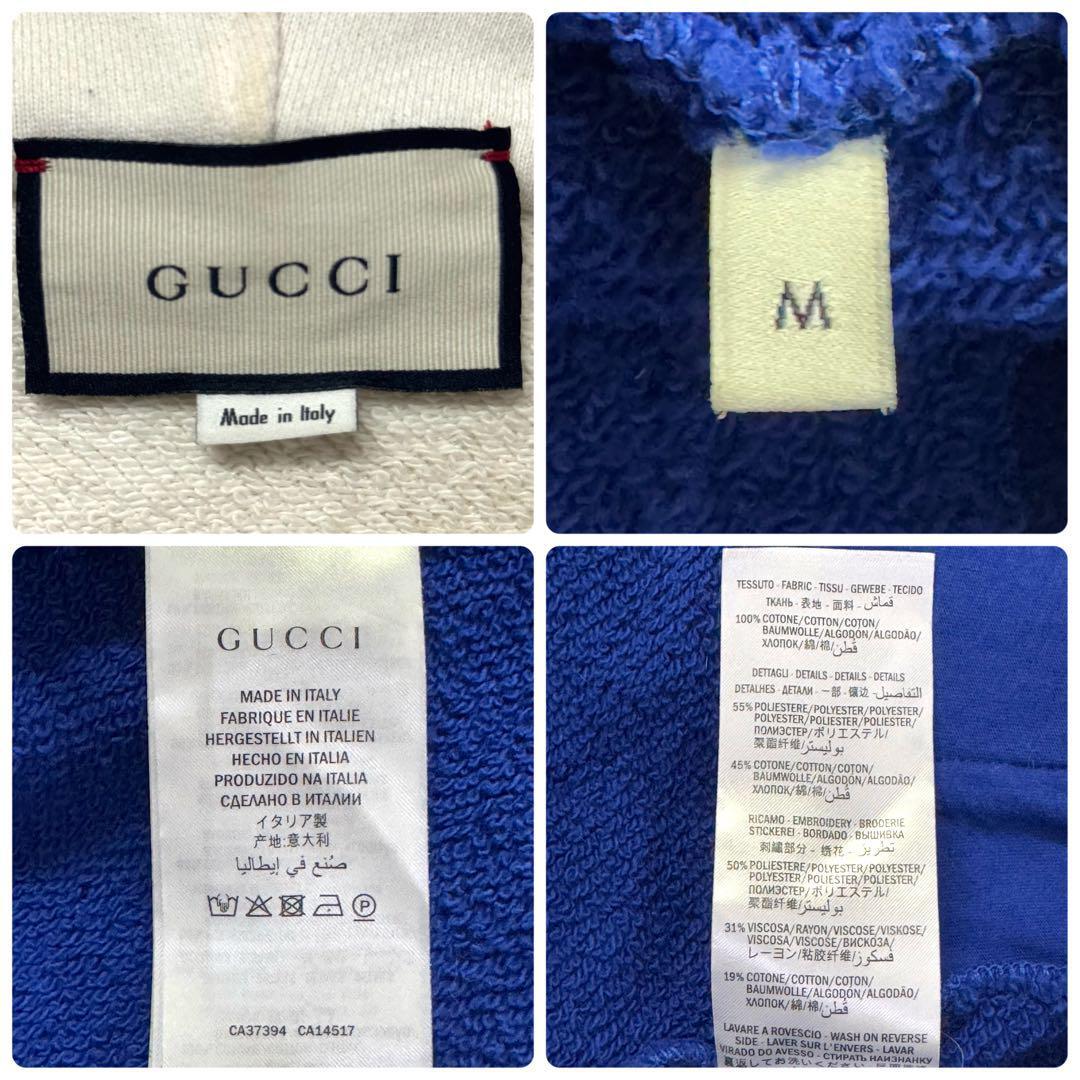 GUCCI
Made in Italy
M
GUCCI
MADE IN ITALY
FABRIQUE EN ITALIE
HERGESTELLT IN ITALIEN
HECHO EN ITALIA
PRODUZIDO NA ITALIA
СДЕЛАНО В ИТАЛИИ
イタリア製
产地:意大利
صُنع في إيطاليا
CA37394 CA14517
TESSUTO - FABRIC - TISSU - GEWEBE - TECIDO
ТКАНЬ - 表地 - 面料 - قماش
100% COTONE/COTTON/COTON/
BAUMWOLLE/ALGODON/ALGODÃO/
ХЛОПОК/綿/棉/قُطن
DETTAGLI - DETAILS - DETAILS - DETAILS
DETALHES - ДЕТАЛИ - 一部 - 镶边 - التفاصيل
55% POLIESTERE/POLYESTER/POLYESTER/
POLYESTER/POLIESTER/POLIESTER/
ПОЛИЭСТЕР/ポリエステル/
聚酯纤维/بوليستر
45% COTONE/COTTON/COTON/
BAUMWOLLE/ALGODON/ALGODÃO/
ХЛОПОК/綿/棉/قُطن
RICAMO - EMBROIDERY - BRODERIE
STICKEREI - BORDADO - ВЫШИВКА
刺繍部分 - 绣花 - تطريز
50% POLIESTERE/POLYESTER/POLYESTER/
POLYESTER/POLIESTER/POLIESTER/
ПОЛИЭСТЕР/ポリエステル/
聚酯纤维/بوليستر
31% VISCOSA/RAYON/VISCOSE/VISKOSE/
VISCOSA/VISCOSE/ВИСКОЗА/
レーヨン/粘胶纤维/فسكوز
19% COTONE/COTTON/COTON/
BAUMWOLLE/ALGODON/ALGODÃO/
ХЛОПОК/綿/棉/قُطن
LAVARE A ROVESCIO - WASH ON REVERSE
SIDE - LAVER SUR L'ENVERS - LAVAR
VIRADO DO AVESSO - СТИРАТЬ НАИЗНАНКУ